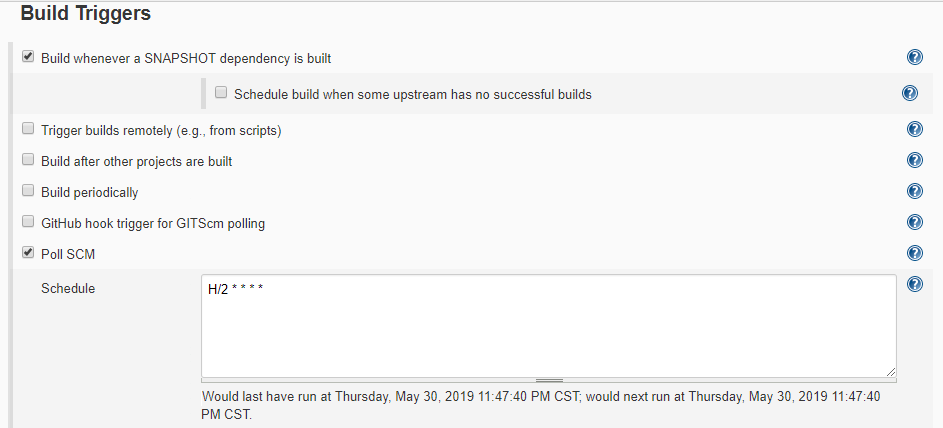 Build Triggers
Build whenever a SNAPSHOT dependency is built
Schedule build when some upstream has no successful builds
Trigger builds remotely (e.g., from scripts)
Build after other projects are built
Build periodically
GitHub hook trigger for GITScm polling
Poll SCM
Schedule
H/2 * * * *
Would last have run at Thursday, May 30, 2019 11:47:40 PM CST; would next run at Thursday, May 30, 2019 11:47:40
PM CST.